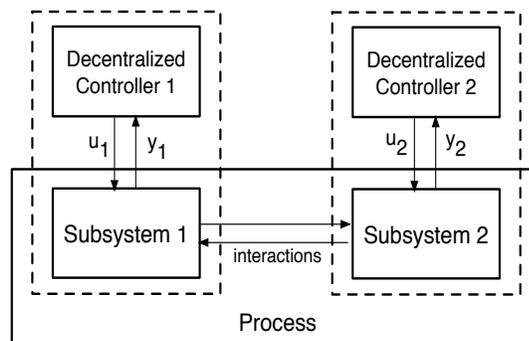 Decentralized
Controller 1
Decentralized
Controller 2
u1
y1
u2
y2
Subsystem 1
Subsystem 2
interactions
Process